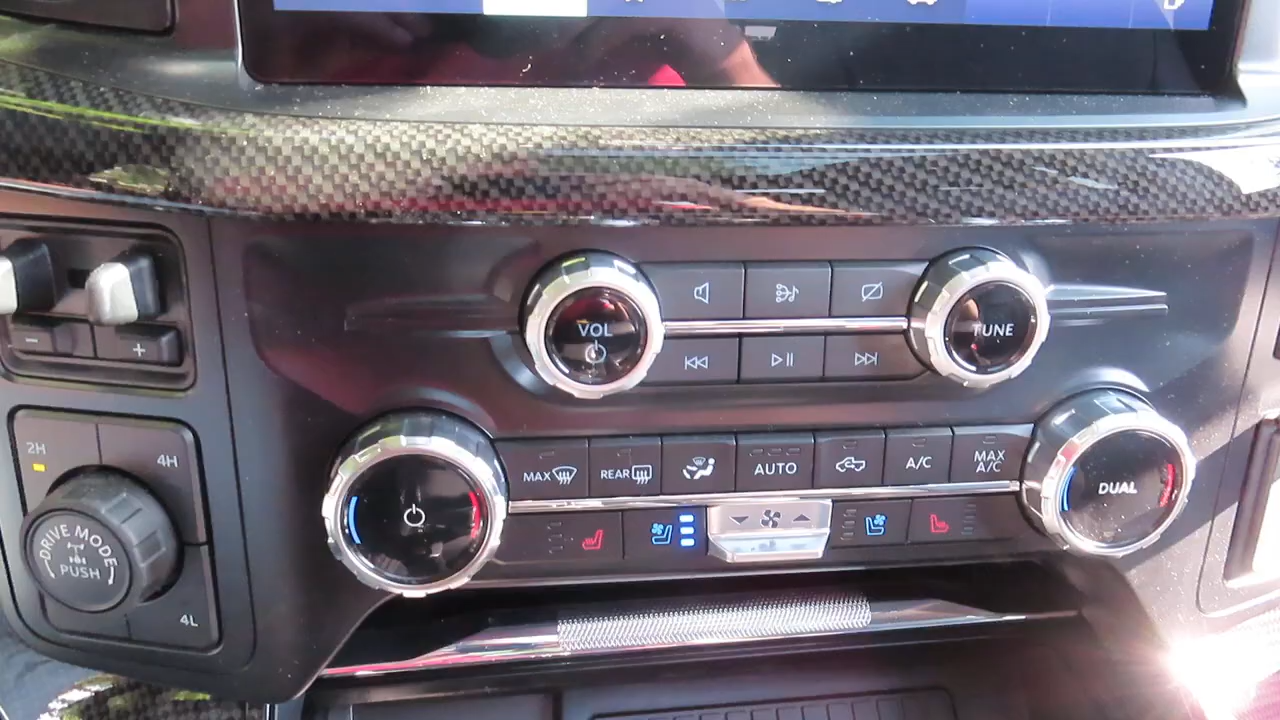 VOL
TUNE
- +
2H
4H
MAX
REAR
AUTO
A/C
MAX
A/C
DUAL
DRIVE MODE
PUSH
4L